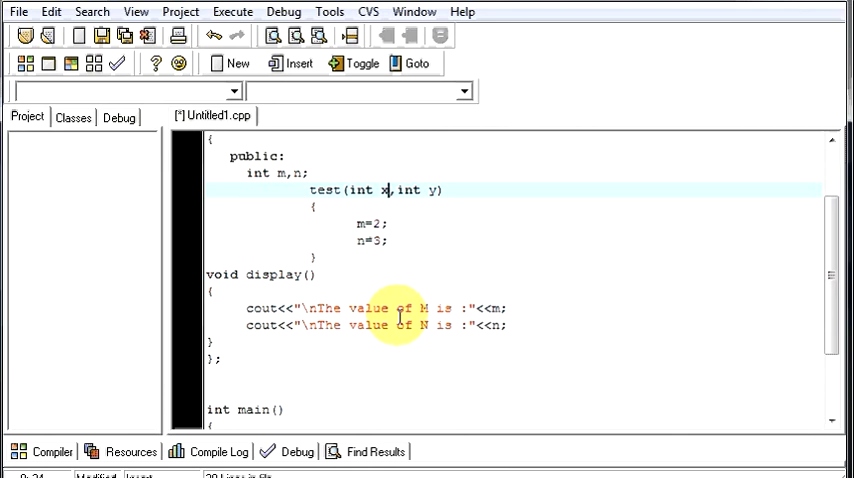 File Edit View Project Execute Debug Tools CVS Window Help
New Insert Toggle Goto
Project Classes Debug [*] Untitled1.cpp
{
public:
int m,n;
test(int x,int y)
{
m=2;
n=3;
}
void display()
{
cout<<"\nThe value of M is :"<<m;
cout<<"\nThe value of N is :"<<n;
}
};
int main()
{
Compiler Resources Compile Log Debug Find Results
Modified Insert